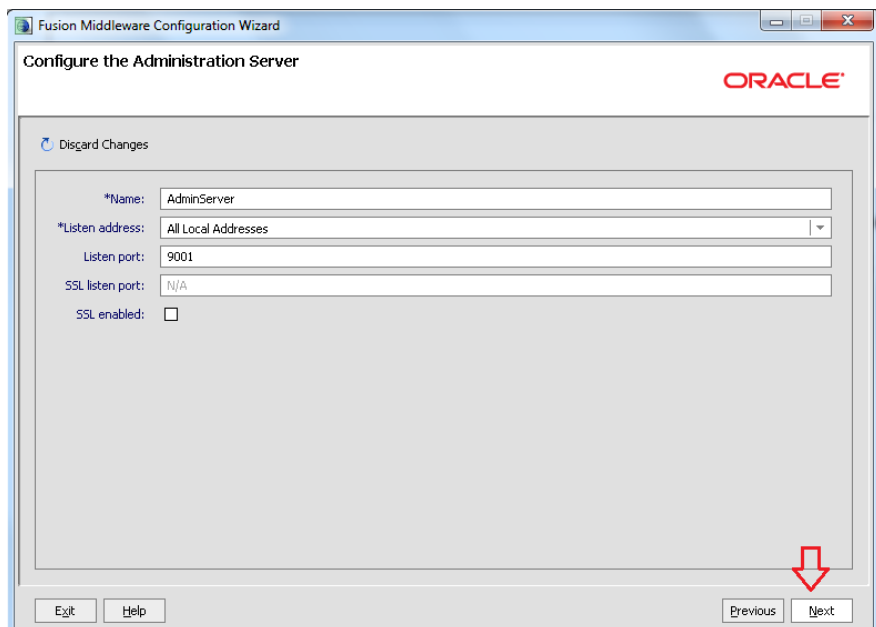 Fusion Middleware Configuration Wizard
Configure the Administration Server
ORACLE
Discard Changes
*Name: AdminServer
*Listen address: All Local Addresses
Listen port: 9001
SSL listen port: N/A
SSL enabled:
Exit Help Previous Next